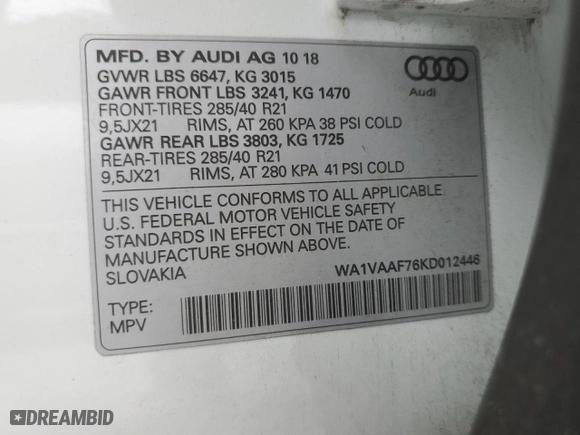 MFD. BY AUDI AG 10 18
GVWR LBS 6647, KG 3015
GAWR FRONT LBS 3241, KG 1470
FRONT-TIRES 285/40 R21
9,5JX21 RIMS, AT 260 KPA 38 PSI COLD
GAWR REAR LBS 3803, KG 1725
REAR-TIRES 285/40 R21
9,5JX21 RIMS, AT 280 KPA 41 PSI COLD
Audi
THIS VEHICLE CONFORMS TO ALL APPLICABLE
U.S. FEDERAL MOTOR VEHICLE SAFETY
STANDARDS IN EFFECT ON THE DATE OF
MANUFACTURE SHOWN ABOVE.
SLOVAKIA WA1VAAF76KD012446
TYPE:
MPV
DREAMBID